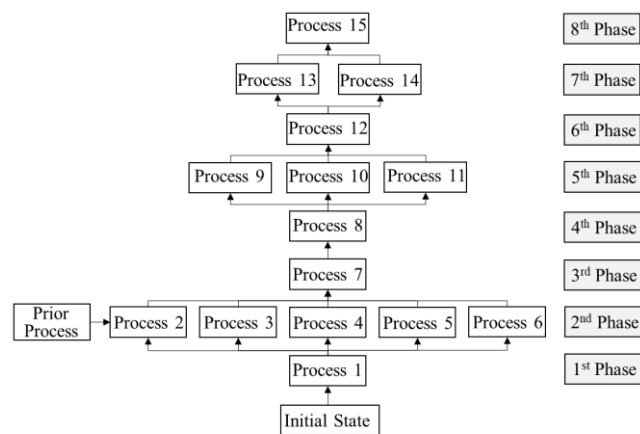 Process 15
8th Phase
Process 13
Process 14
7th Phase
Process 12
6th Phase
Process 9
Process 10
Process 11
5th Phase
Process 8
4th Phase
Process 7
3rd Phase
Prior
Process
Process 2
Process 3
Process 4
Process 5
Process 6
2nd Phase
Process 1
1st Phase
Initial State